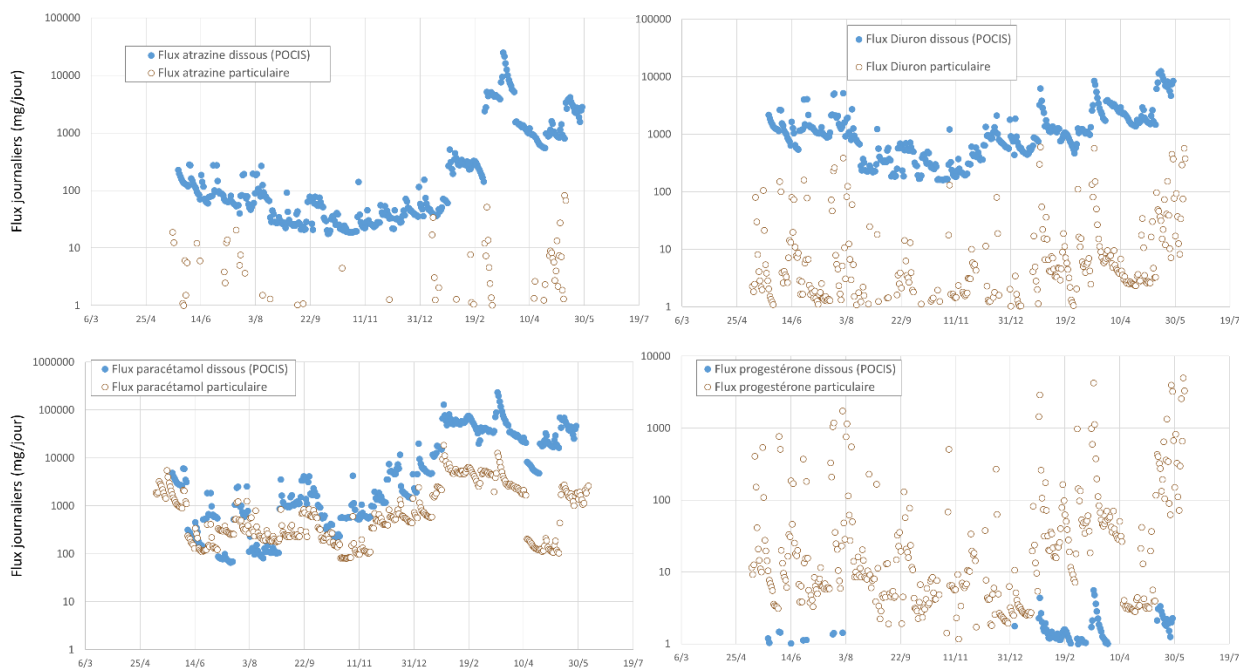 100000
10000
1000
100
10
1
Flux journaliers (mg/jour)
Flux atrazine dissous (POCIS)
Flux atrazine particulaire
6/3 25/4 14/6 3/8 22/9 11/11 31/12 19/2 10/4 30/5 19/7
100000
10000
1000
100
10
1
Flux Diuron dissous (POCIS)
Flux Diuron particulaire
6/3 25/4 14/6 3/8 22/9 11/11 31/12 19/2 10/4 30/5 19/7
1000000
100000
10000
1000
100
10
1
Flux journaliers (mg/jour)
Flux paracétamol dissous (POCIS)
Flux paracétamol particulaire
6/3 25/4 14/6 3/8 22/9 11/11 31/12 19/2 10/4 30/5 19/7
10000
1000
100
10
1
Flux progestérone dissous (POCIS)
Flux progestérone particulaire
6/3 25/4 14/6 3/8 22/9 11/11 31/12 19/2 10/4 30/5 19/7